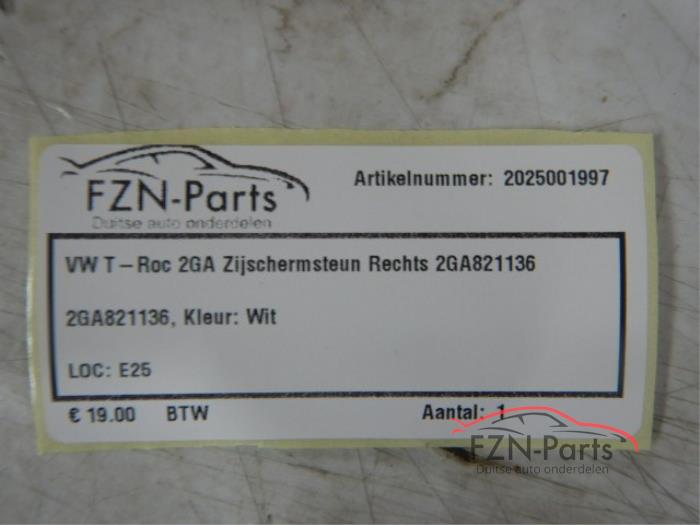 FZN-Parts
Duitse auto onderdelen
Artikelnummer: 2025001997
VW T-Roc 2GA Zijschermsteun Rechts 2GA821136
2GA821136, Kleur: Wit
LOC: E25
€ 19.00 BTW Aantal: 1
FZN-Parts
Duitse auto onderdelen